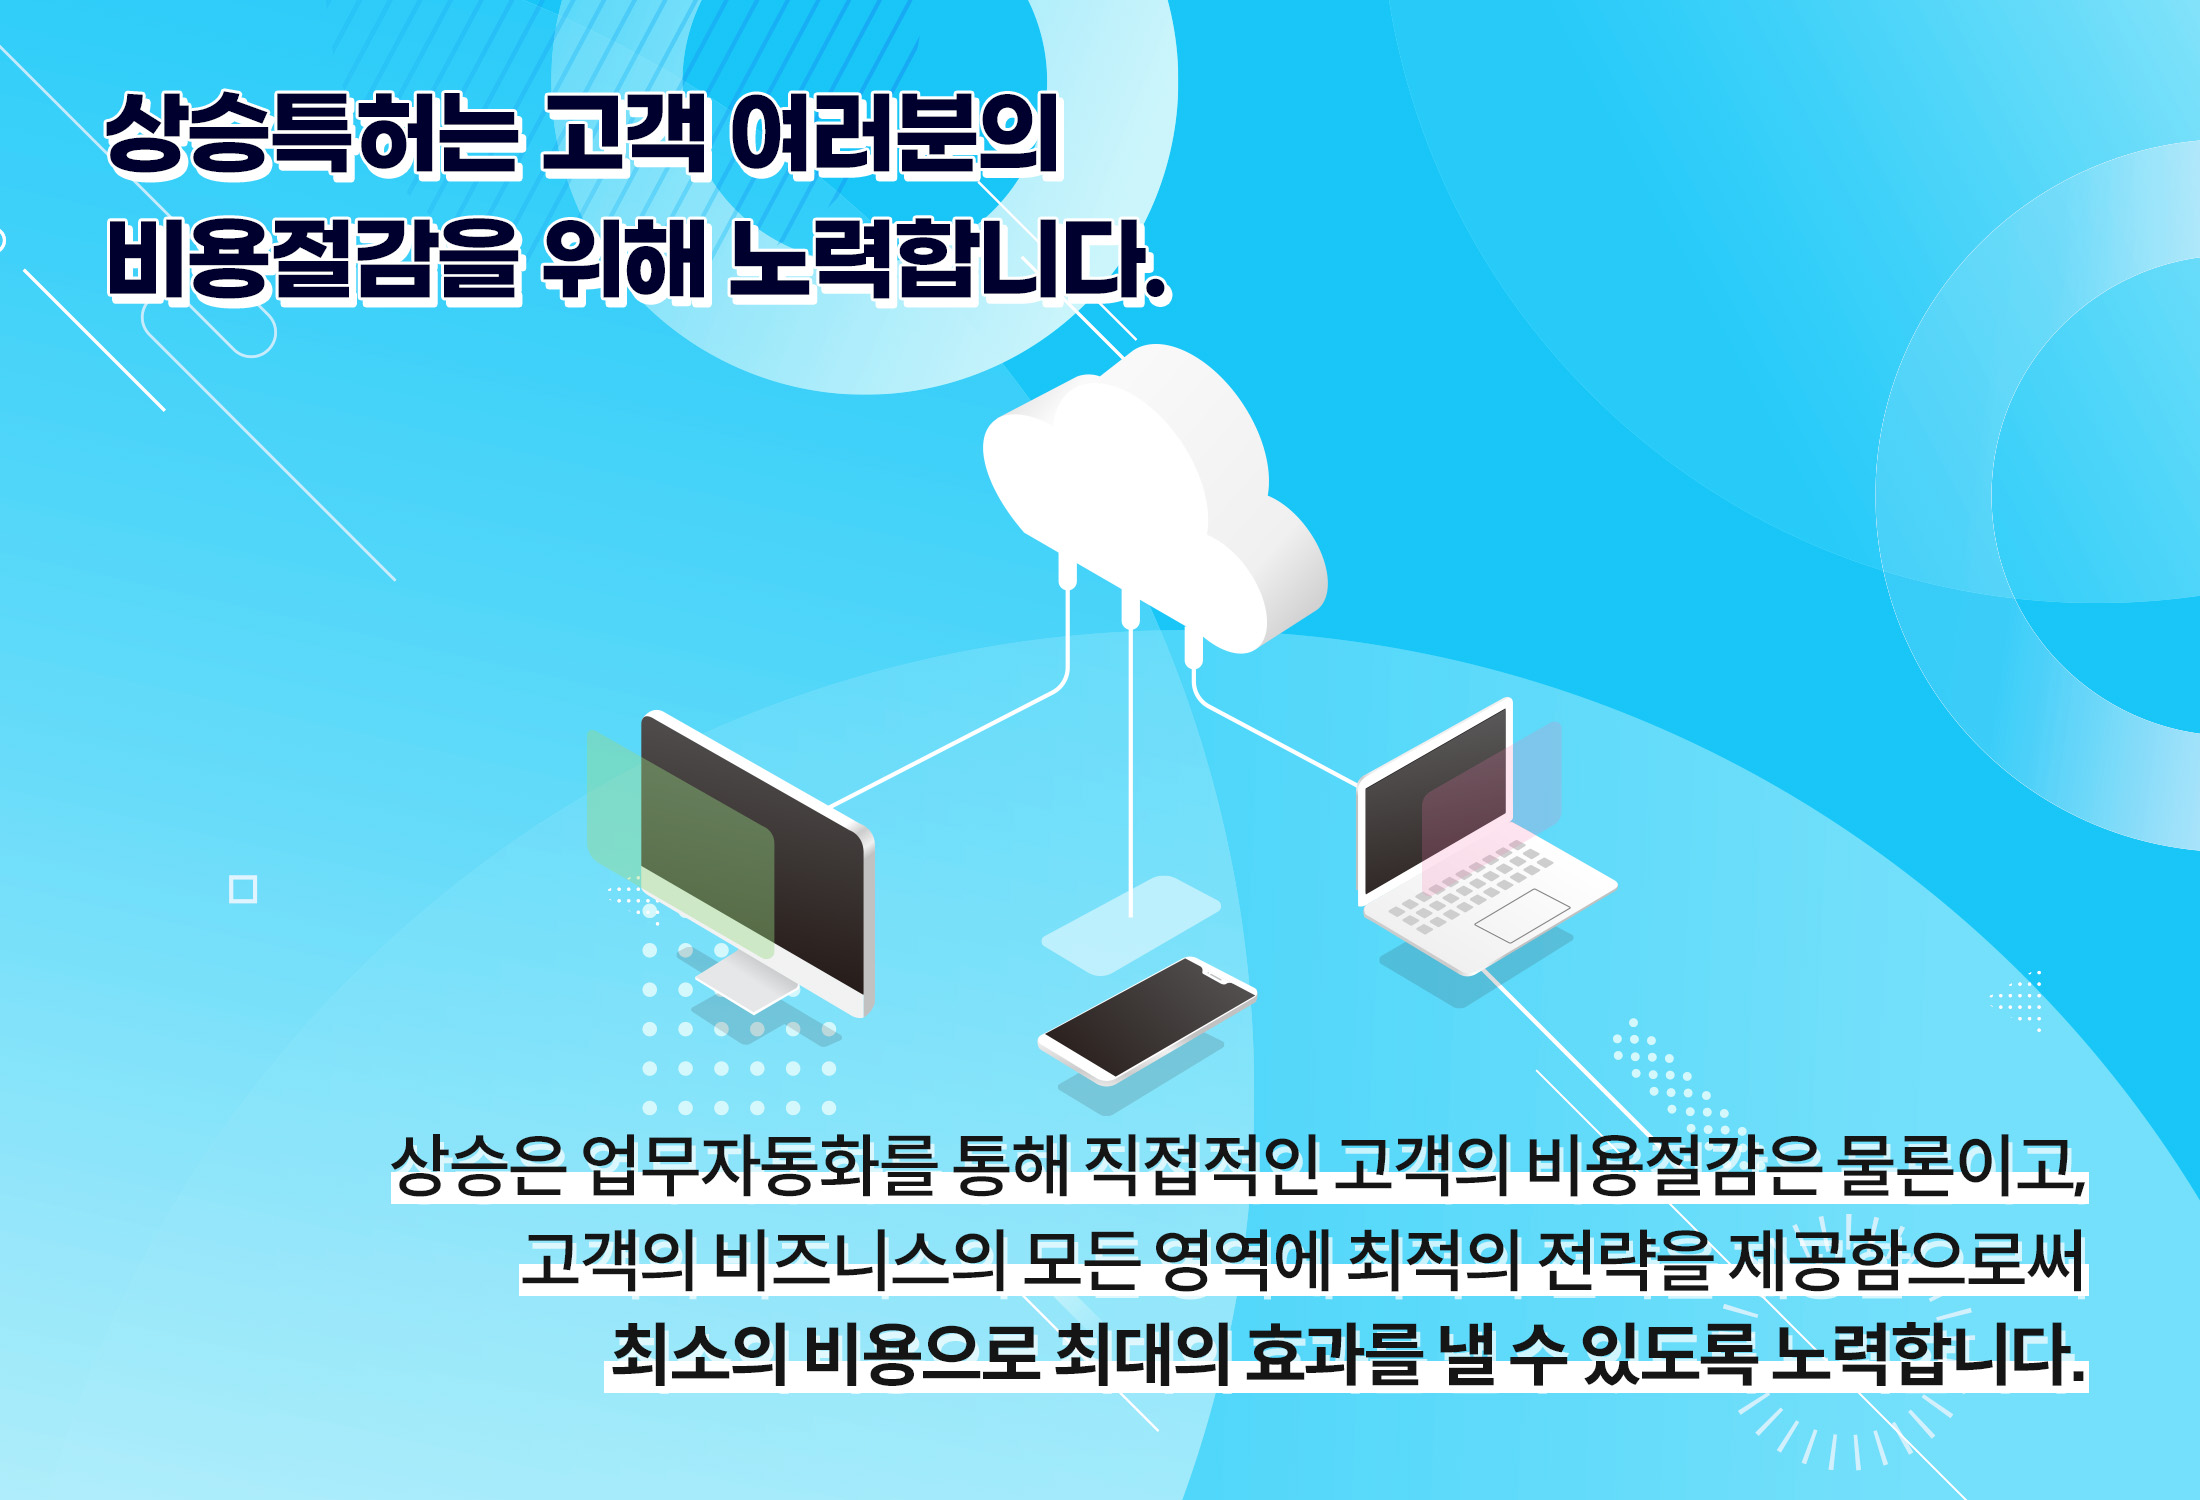 상승특허는 고객 여러분의
비용절감을 위해 노력합니다.
상승은 업무자동화를 통해 직접적인 고객의 비용절감은 물론이고,
고객의 비즈니스의 모든 영역에 최적의 전략을 제공함으로써
최소의 비용으로 최대의 효과를 낼 수 있도록 노력합니다.